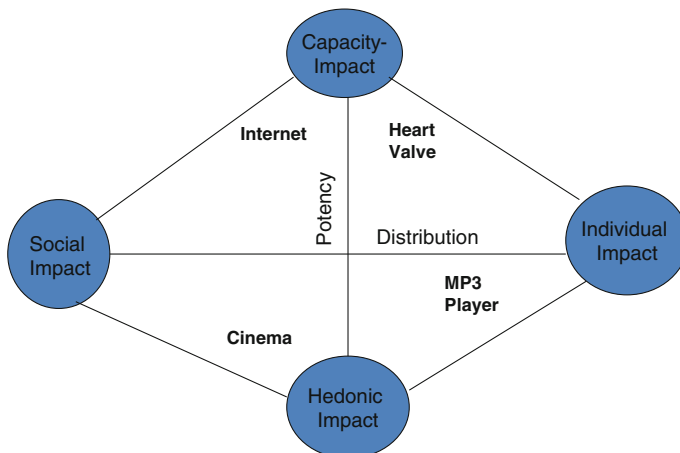 Capacity-
Impact
Internet
Heart
Valve
Potency
Distribution
Social
Impact
Individual
Impact
MP3
Player
Cinema
Hedonic
Impact